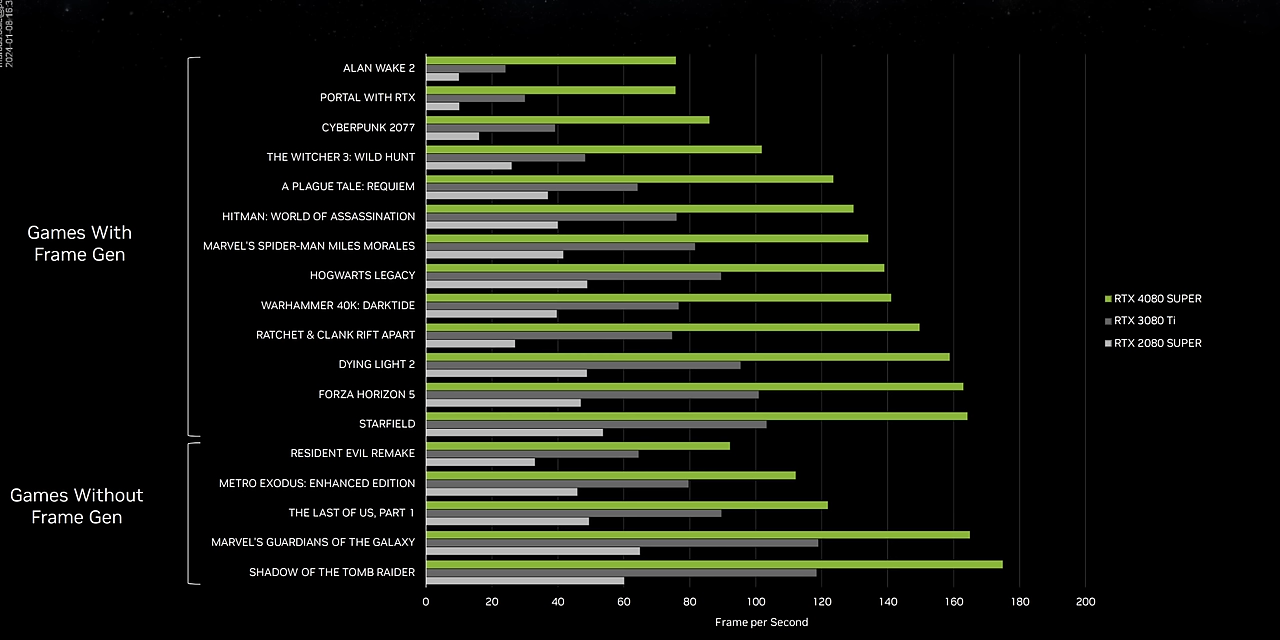 2024-01-08 16:3
ALAN WAKE 2
PORTAL WITH RTX
CYBERPUNK 2077
THE WITCHER 3: WILD HUNT
A PLAGUE TALE: REQUIEM
HITMAN: WORLD OF ASSASSINATION
MARVEL'S SPIDER-MAN MILES MORALES
HOGWARTS LEGACY
WARHAMMER 40K: DARKTIDE
RATCHET & CLANK RIFT APART
DYING LIGHT 2
FORZA HORIZON 5
STARFIELD
Games With
Frame Gen
RESIDENT EVIL REMAKE
METRO EXODUS: ENHANCED EDITION
THE LAST OF US, PART 1
MARVEL'S GUARDIANS OF THE GALAXY
SHADOW OF THE TOMB RAIDER
Games Without
Frame Gen
RTX 4080 SUPER
RTX 3080 Ti
RTX 2080 SUPER
0 20 40 60 80 100 120 140 160 180 200
Frame per Second